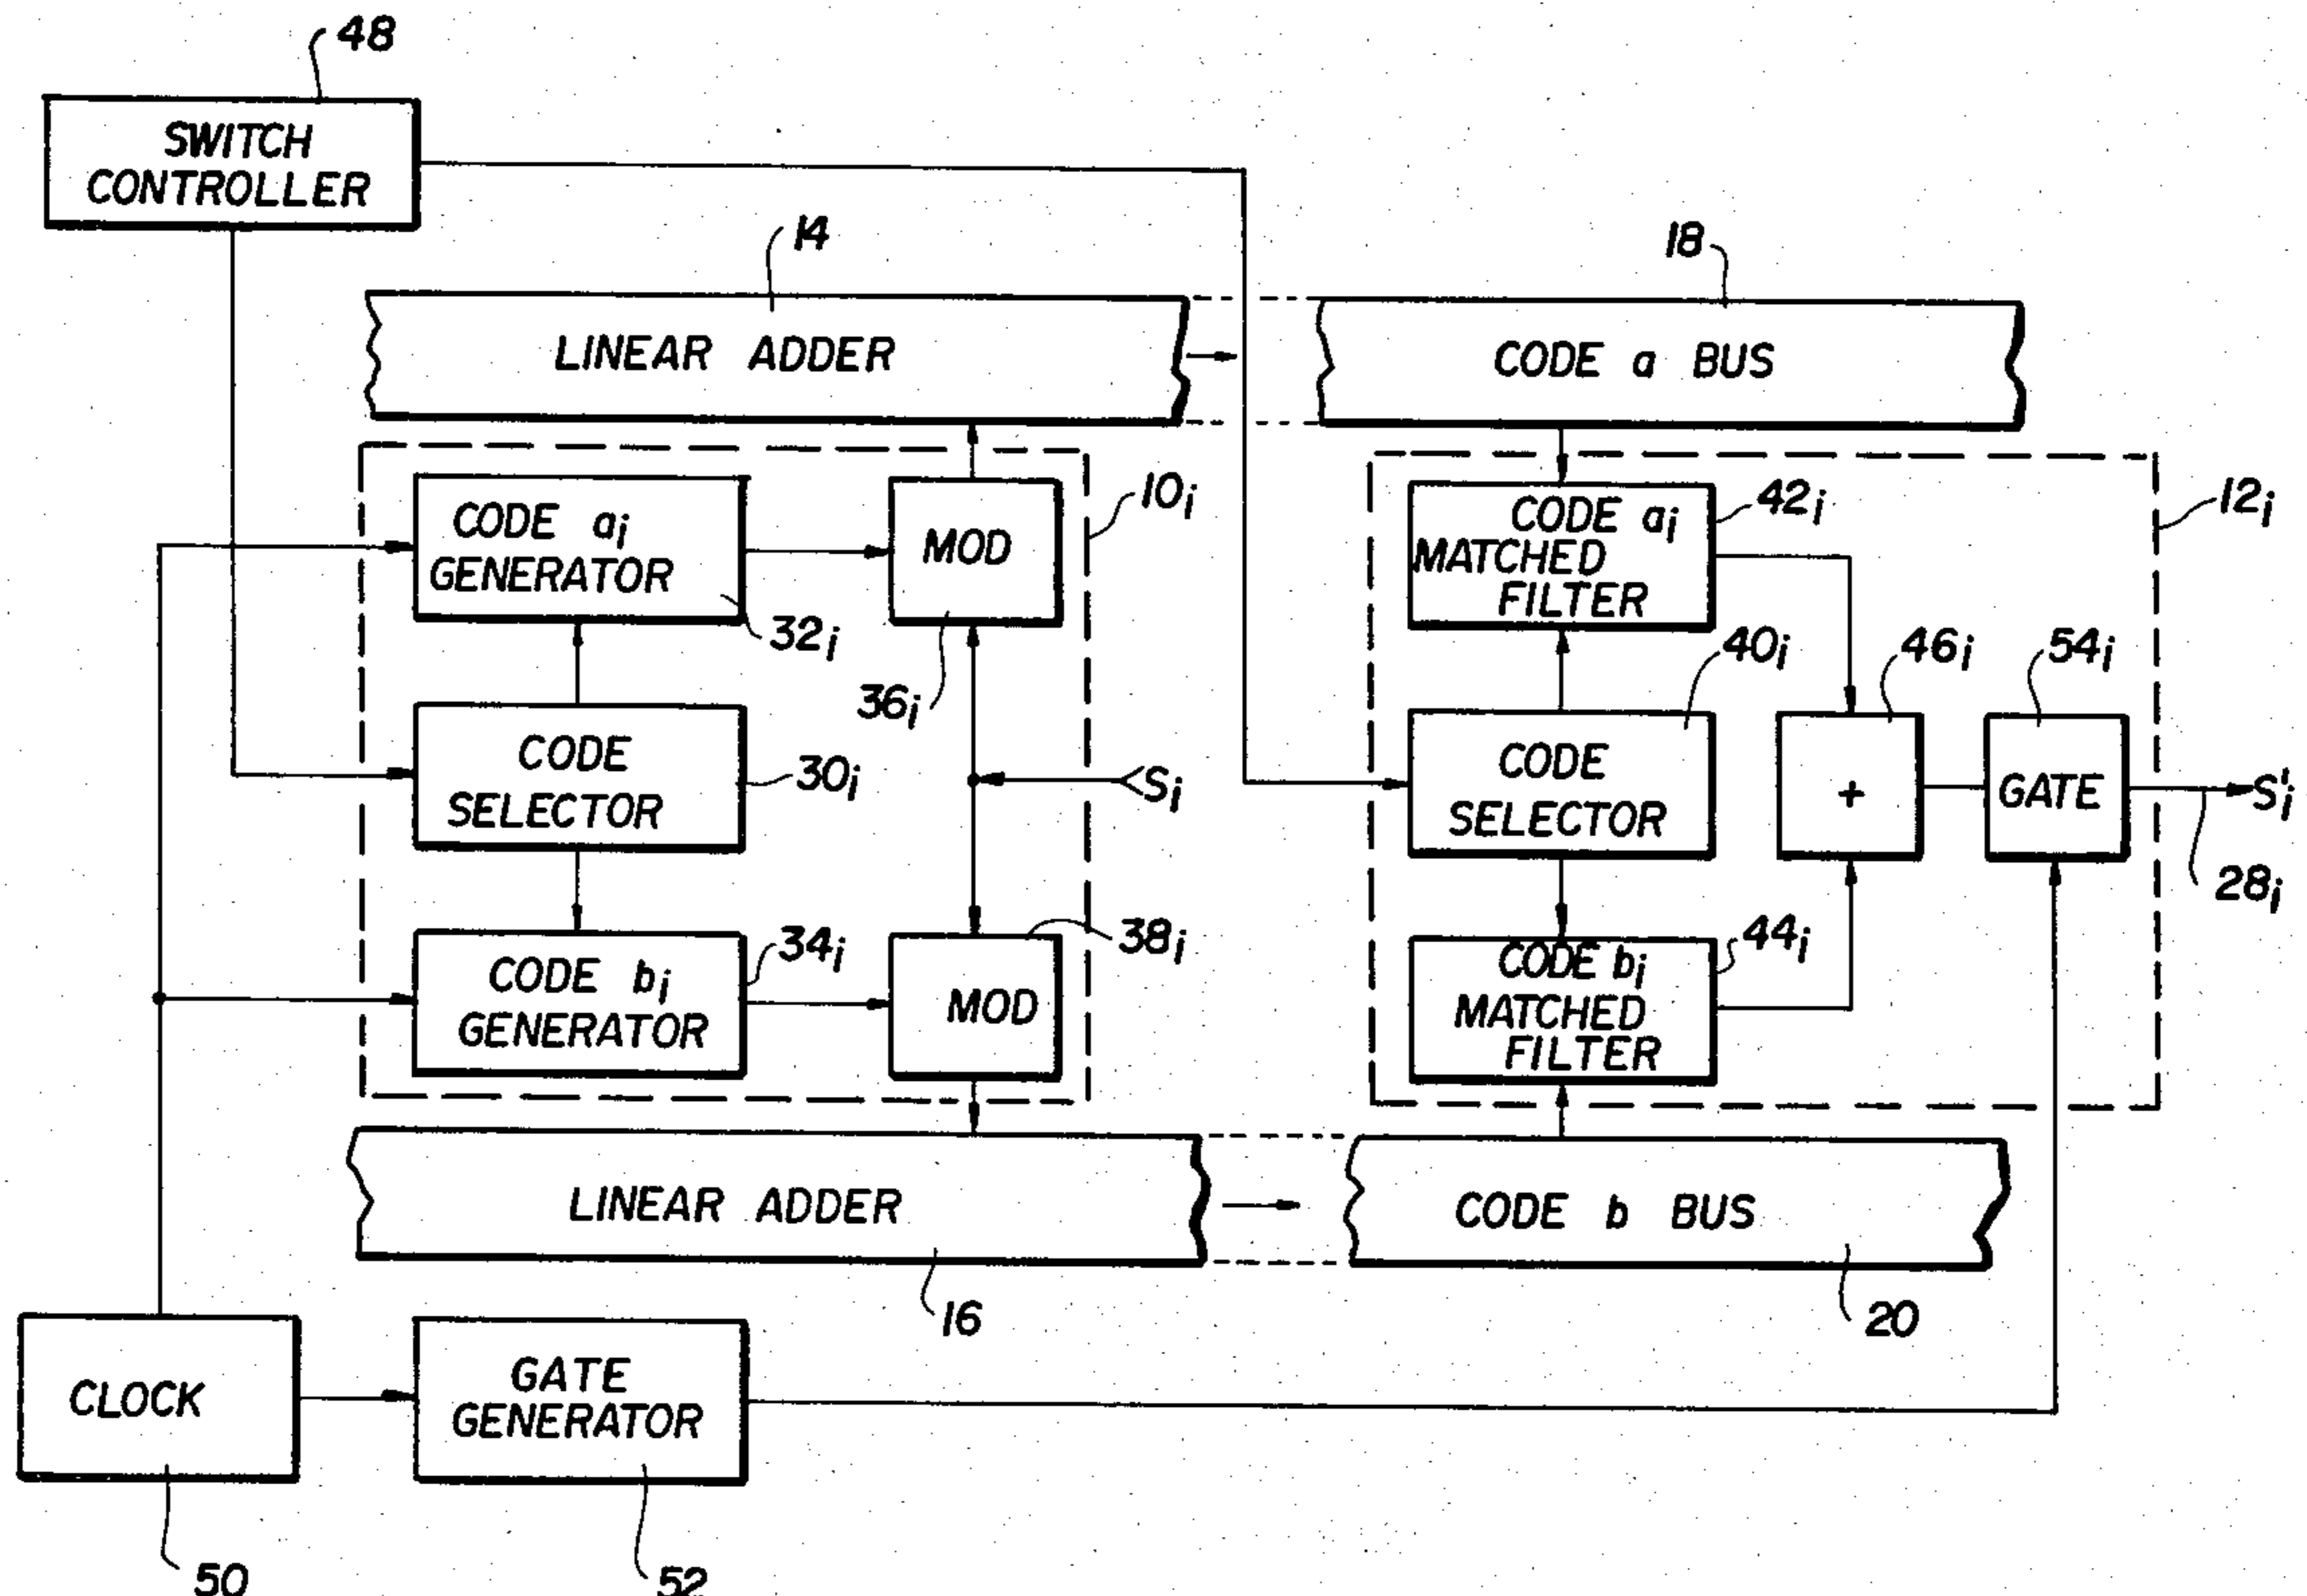 48
SWITCH
CONTROLLER
14
18
LINEAR ADDER
CODE a BUS
CODE ai
GENERATOR
32i
MOD
36i
10i
CODE ai
MATCHED
FILTER
42i
12i
CODE
SELECTOR
30i
Si
CODE
SELECTOR
40i
46i
+
54i
GATE
S'i
28i
CODE bi
GENERATOR
34i
MOD
38i
CODE bi
MATCHED
FILTER
44i
LINEAR ADDER
16
CODE b BUS
20
CLOCK
50
GATE
GENERATOR
52